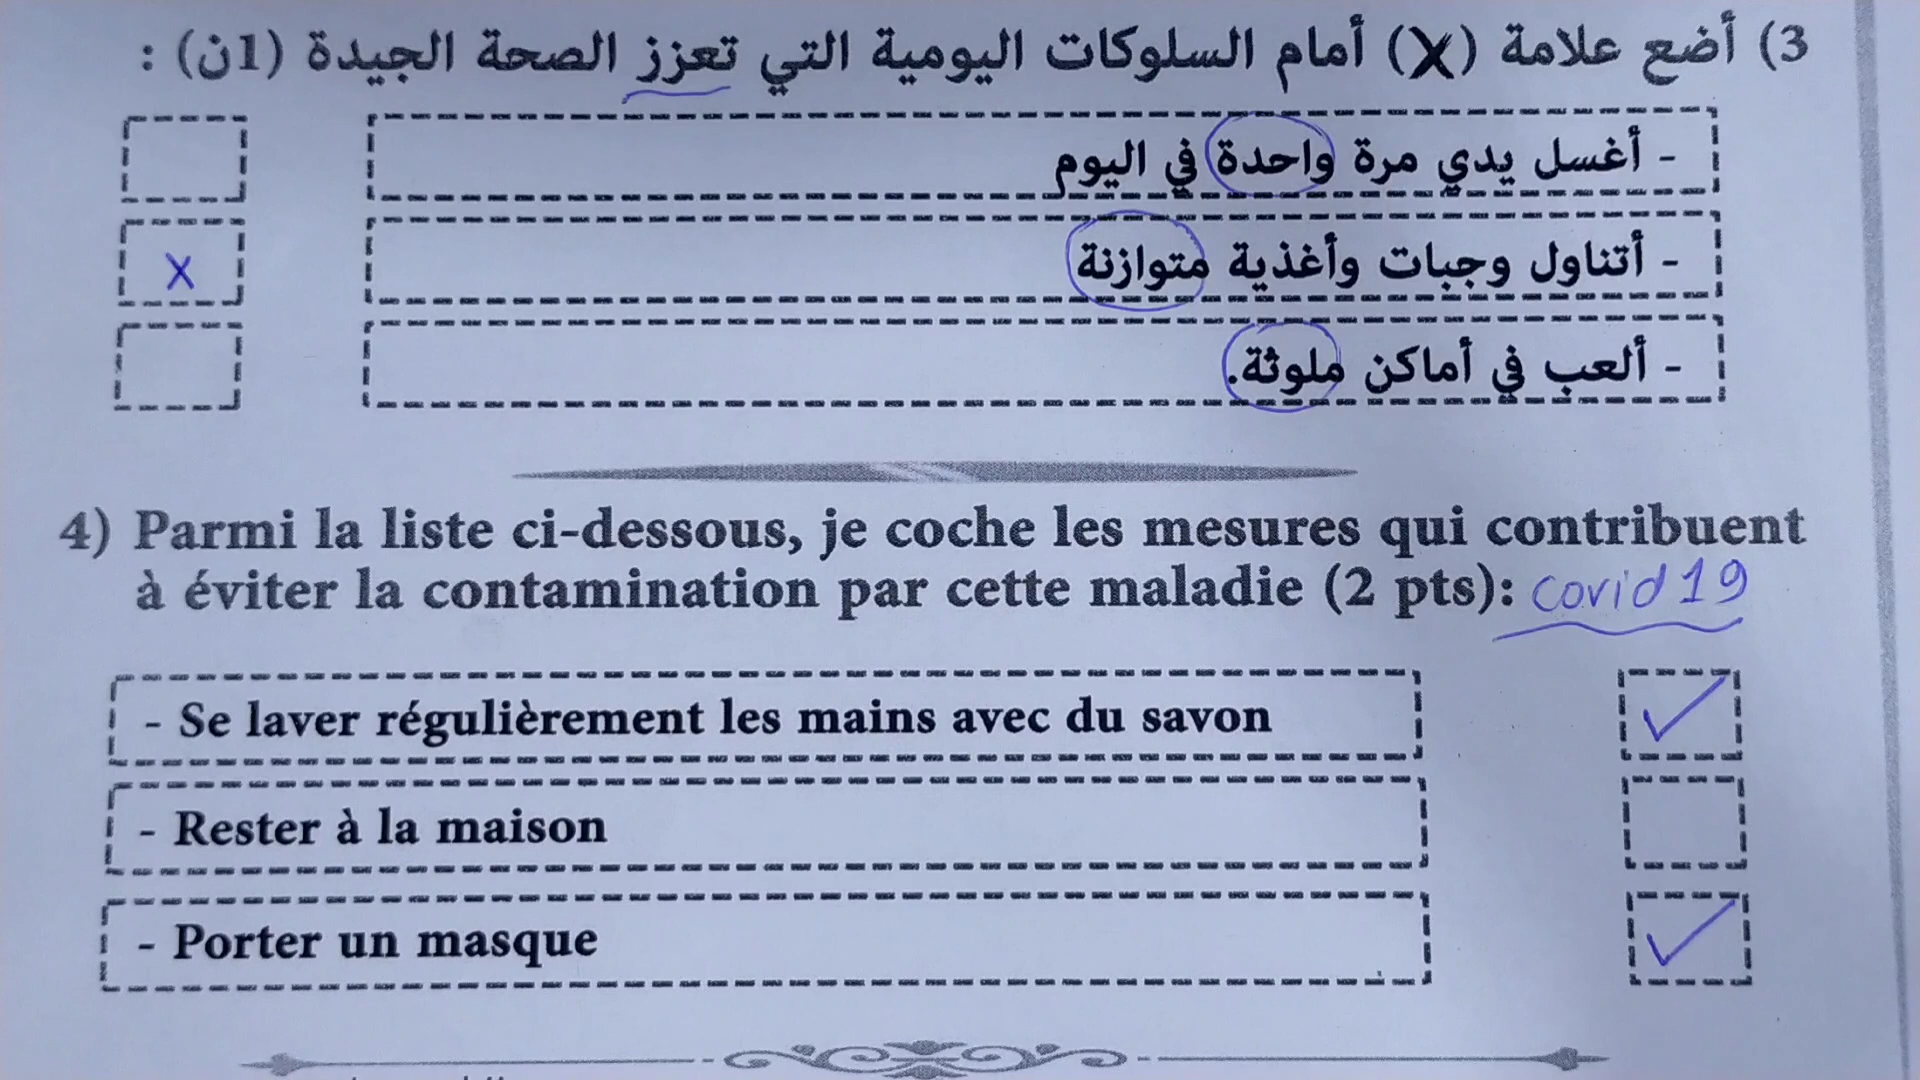 3) أضع علامة (X) أمام السلوكات اليومية التي تعزز الصحة الجيدة (1ن) :
- أغسل يدي مرة واحدة في اليوم
- أتناول وجبات وأغذية متوازنة
X
- ألعب في أماكن ملوثة.
4) Parmi la liste ci-dessous, je coche les mesures qui contribuent
à éviter la contamination par cette maladie (2 pts): covid 19
- Se laver régulièrement les mains avec du savon ✓
- Rester à la maison
- Porter un masque ✓